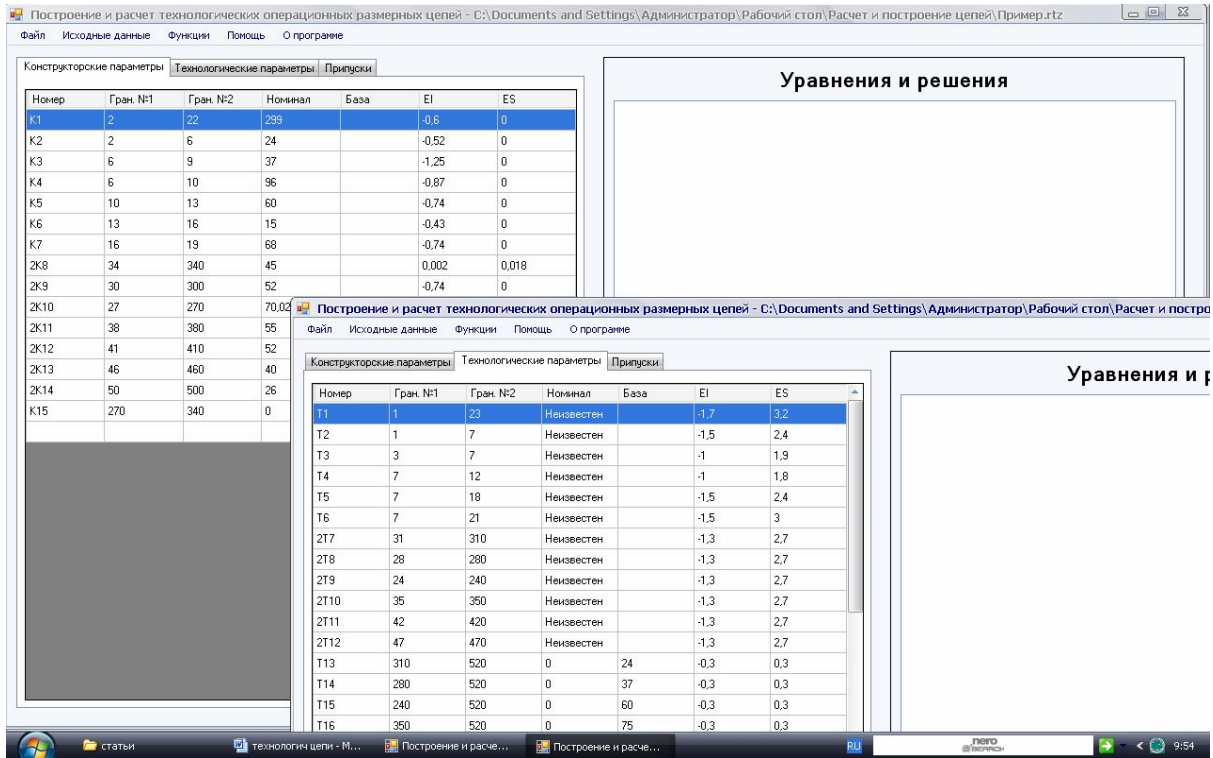 Построение и расчет технологических операционных размерных цепей - C:\Documents and Settings\Администратор\Рабочий стол\Расчет и построение цепей\Пример.rtz
Файл Исходные данные Функции Помощь О программе
Конструкторские параметры Технологические параметры Припуски
Уравнения и решения
Номер Гран. №1 Гран. №2 Номинал База EI ES
K1 2 22 299 -0,6 0
K2 2 6 24 -0,52 0
K3 6 9 37 -1,25 0
K4 6 10 96 -0,87 0
K5 10 13 60 -0,74 0
K6 13 16 15 -0,43 0
K7 16 19 68 -0,74 0
2K8 34 340 45 0,002 0,018
2K9 30 300 52 -0,74 0
2K10 27 270 70,02
2K11 38 380 55
2K12 41 410 52
2K13 46 460 40
2K14 50 500 26
K15 270 340 0
Построение и расчет технологических операционных размерных цепей - C:\Documents and Settings\Администратор\Рабочий стол\Расчет и постро
Файл Исходные данные Функции Помощь О программе
Конструкторские параметры Технологические параметры Припуски
Уравнения и р
Номер Гран. №1 Гран. №2 Номинал База EI ES
T1 1 23 Неизвестен -1,7 3,2
T2 1 7 Неизвестен -1,5 2,4
T3 3 7 Неизвестен -1 1,9
T4 7 12 Неизвестен -1 1,8
T5 7 18 Неизвестен -1,5 2,4
T6 7 21 Неизвестен -1,5 3
2T7 31 310 Неизвестен -1,3 2,7
2T8 28 280 Неизвестен -1,3 2,7
2T9 24 240 Неизвестен -1,3 2,7
2T10 35 350 Неизвестен -1,3 2,7
2T11 42 420 Неизвестен -1,3 2,7
2T12 47 470 Неизвестен -1,3 2,7
T13 310 520 0 24 -0,3 0,3
T14 280 520 0 37 -0,3 0,3
T15 240 520 0 60 -0,3 0,3
T16 350 520 0 75 -0,3 0,3
статьи технологич цепи - М... Построение и расче... Построение и расче... RU nero SEARCH 9:54